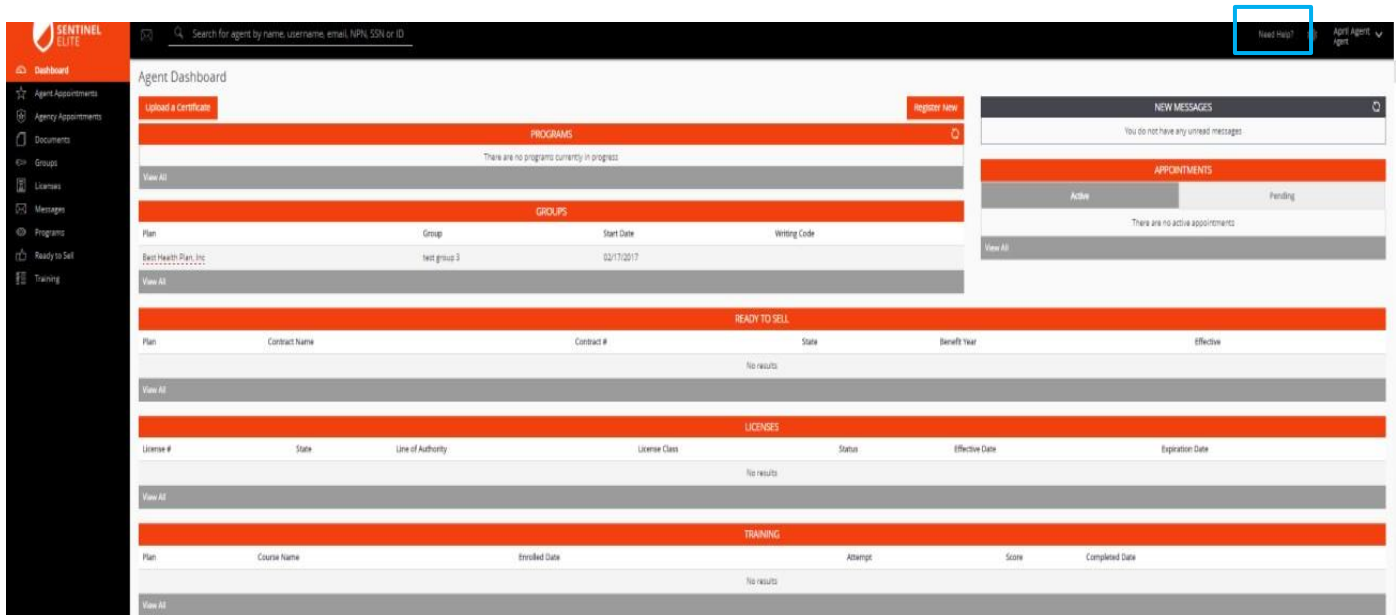 SENTINEL
ELITE
Search for agent by name, username, email, NPN, SSN or ID
Need Help?
April Agent
Agent
Dashboard
Agent Appointments
Agency Appointments
Documents
Groups
Licenses
Messages
Programs
Ready to Sell
Training
Agent Dashboard
Upload a Certificate
Register New
PROGRAMS
There are no programs currently in progress
View All
GROUPS
Plan Group Start Date Writing Code
Best Health Plan, Inc test group 3 02/17/2017
View All
NEW MESSAGES
You do not have any unread messages
APPOINTMENTS
Active Pending
There are no active appointments
View All
READY TO SELL
Plan Contract Name Contract # State Benefit Year Effective
No results
View All
LICENSES
License # State Line of Authority License Class Status Effective Date Expiration Date
No results
View All
TRAINING
Plan Course Name Enrolled Date Attempt Score Completed Date
No results
View All